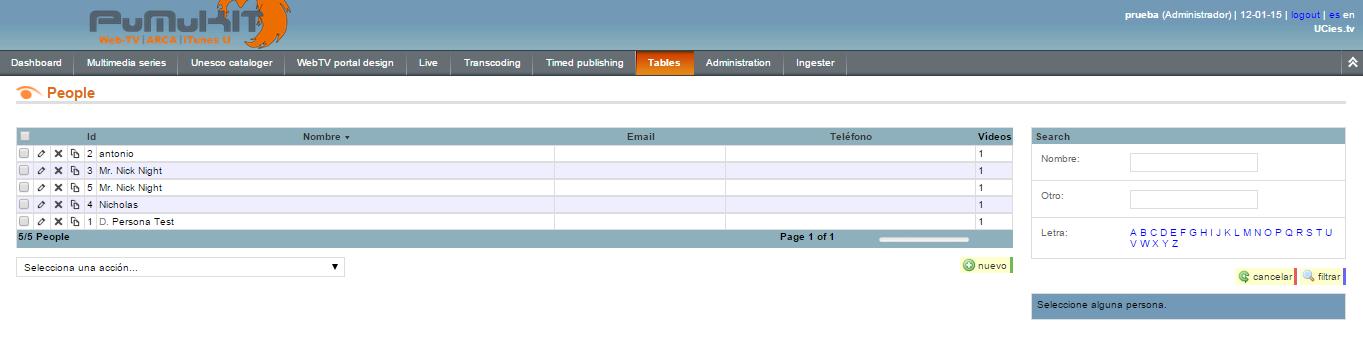 PUMUKIT
Web-TV | ARCA | iTunes U
prueba (Administrador) | 12-01-15 | logout | es en
UCies.tv
Dashboard Multimedia series Unesco cataloger WebTV portal design Live Transcoding Timed publishing Tables Administration Ingester
People
Id Nombre Email Teléfono Videos
2 antonio 1
3 Mr. Nick Night 1
5 Mr. Nick Night 1
4 Nicholas 1
1 D. Persona Test 1
5/5 People Page 1 of 1
Selecciona una acción...
nuevo
Search
Nombre:
Otro:
Letra: A B C D E F G H I J K L M N O P Q R S T U
V W X Y Z
cancelar filtrar
Seleccione alguna persona.